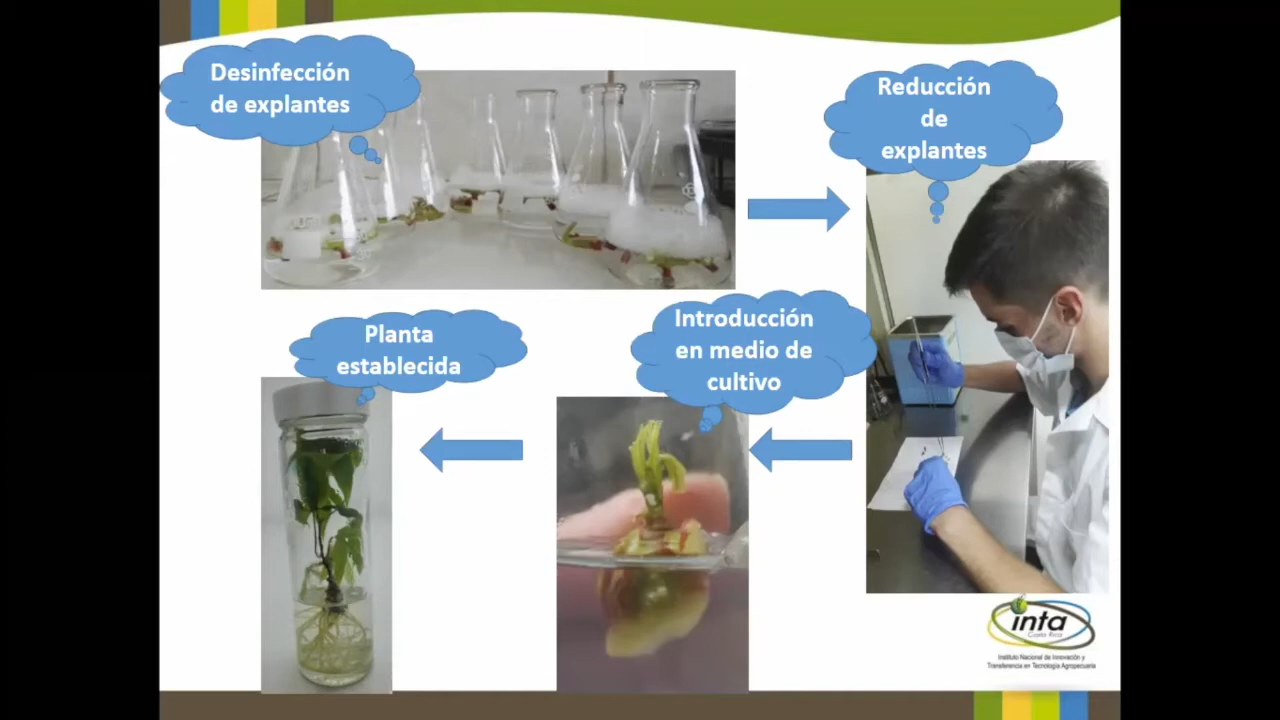 Desinfección
de explantes
Reducción
de
explantes
Introducción
en medio de
cultivo
Planta
establecida
inta
Costa Rica
Instituto Nacional de Innovación y
Transferencia en Tecnología Agropecuaria